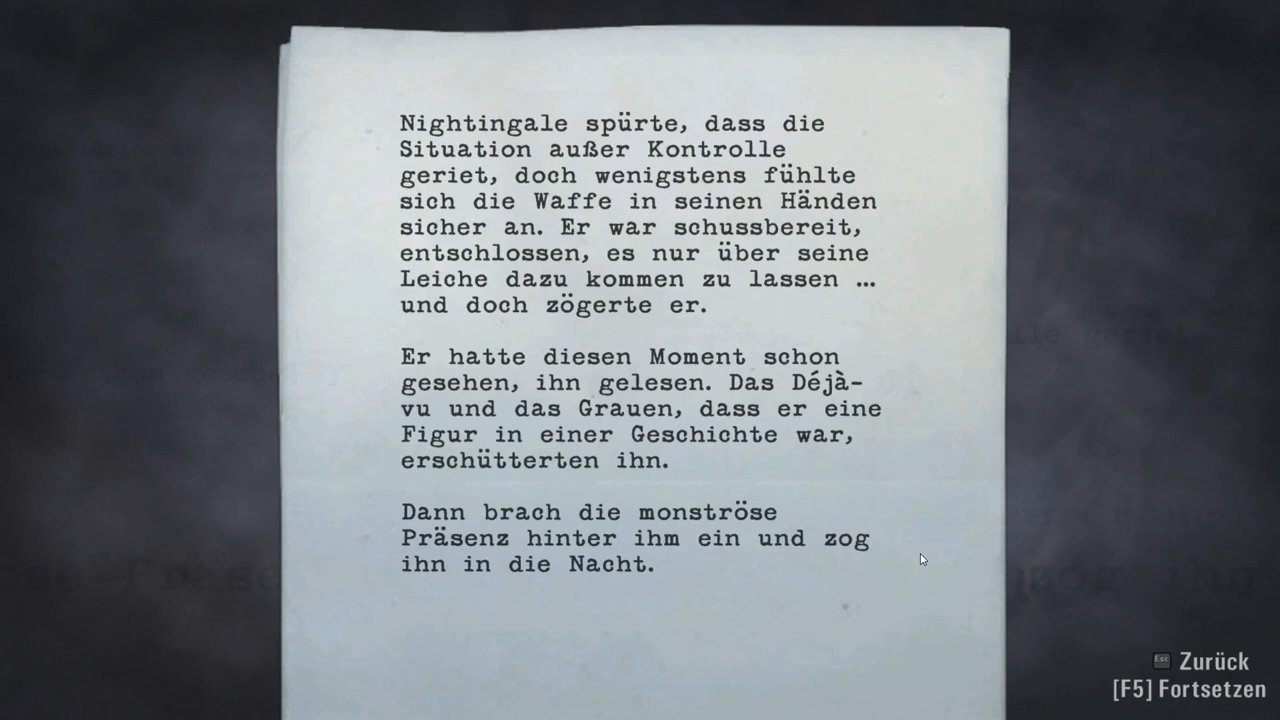 Nightingale spürte, dass die
Situation außer Kontrolle
geriet, doch wenigstens fühlte
sich die Waffe in seinen Händen
sicher an. Er war schussbereit,
entschlossen, es nur über seine
Leiche dazu kommen zu lassen …
und doch zögerte er.
Er hatte diesen Moment schon
gesehen, ihn gelesen. Das Déjà-
vu und das Grauen, dass er eine
Figur in einer Geschichte war,
erschütterten ihn.
Dann brach die monströse
Präsenz hinter ihm ein und zog
ihn in die Nacht.
Esc Zurück
[F5] Fortsetzen